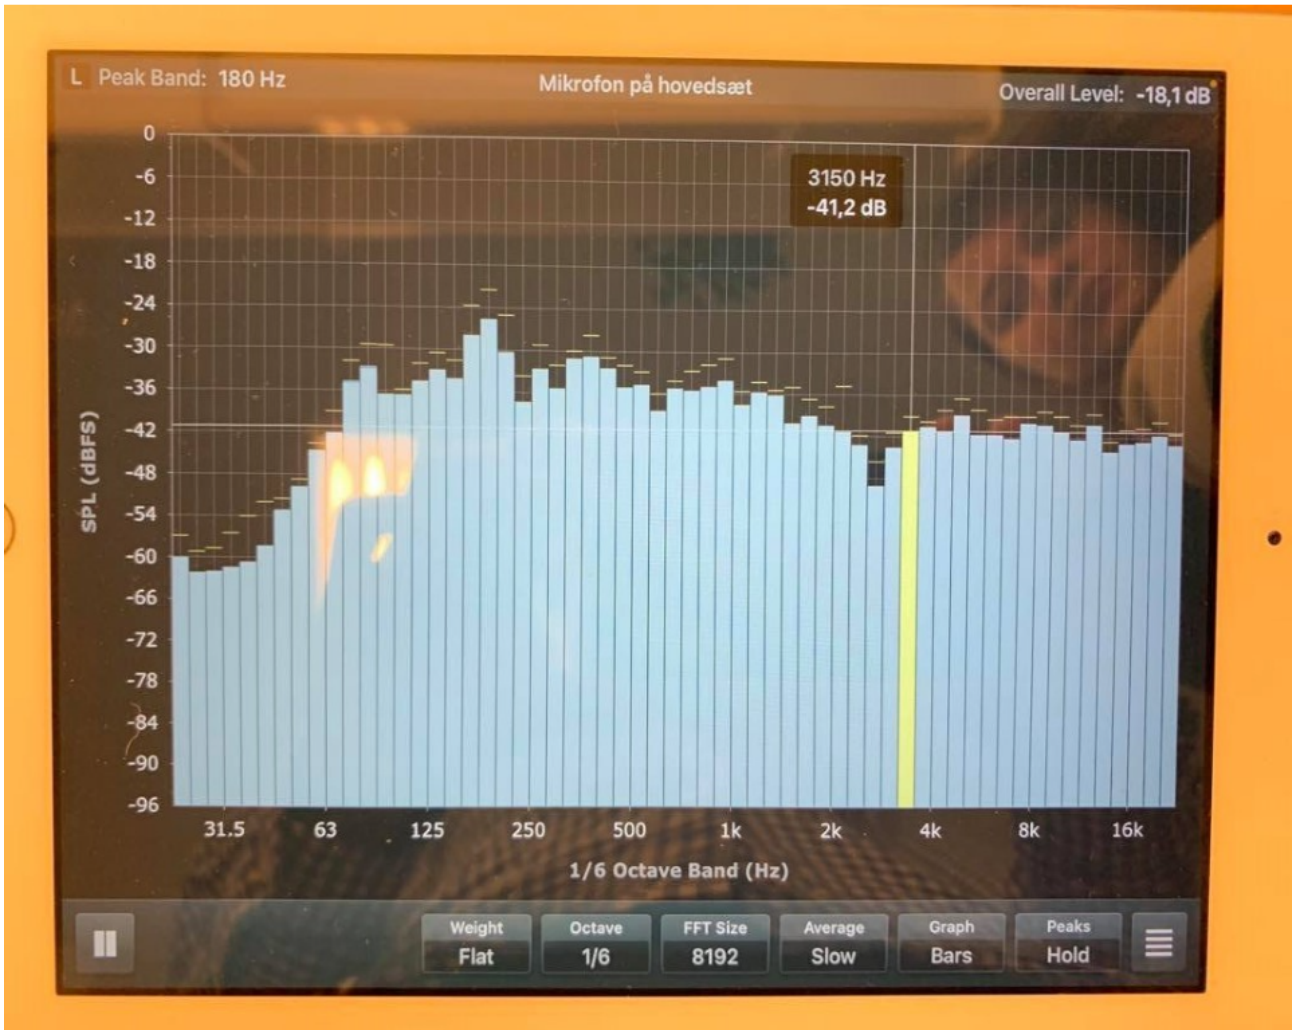 L Peak Band: 180 Hz
Mikrofon på hovedsæt
Overall Level: -18,1 dB
0
-6
-12
-18
-24
-30
-36
-42
-48
-54
-60
-66
-72
-78
-84
-90
-96
SPL (dBFS)
3150 Hz
-41,2 dB
31.5 63 125 250 500 1k 2k 4k 8k 16k
1/6 Octave Band (Hz)
Weight
Flat
Octave
1/6
FFT Size
8192
Average
Slow
Graph
Bars
Peaks
Hold